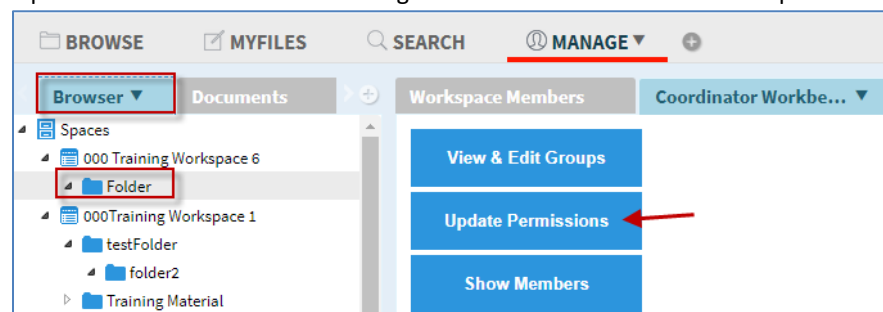 BROWSE MYFILES SEARCH MANAGE
Browser Documents Workspace Members Coordinator Workbe...
Spaces
000 Training Workspace 6
Folder
000Training Workspace 1
testFolder
folder2
Training Material
View & Edit Groups
Update Permissions
Show Members